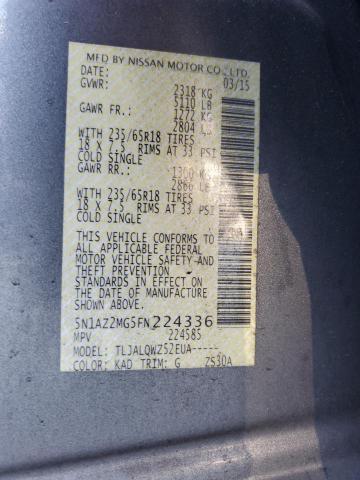 MFD BY NISSAN MOTOR CO., LTD.
DATE: 03/15
GVWR: 2318 KG
5110 LB
GAWR FR.: 1272 KG
2804 LB
WITH 235/65R18 TIRES
18 X 7.5 RIMS AT 33 PSI
COLD SINGLE
GAWR RR.: KG
LB
WITH 235/65R18 TIRES
18 X 7.5 RIMS AT 33 PSI
COLD SINGLE
THIS VEHICLE CONFORMS TO
ALL APPLICABLE FEDERAL
MOTOR VEHICLE SAFETY AND
THEFT PREVENTION
STANDARDS IN EFFECT ON
THE DATE OF MANUFACTURE
SHOWN ABOVE.
5N1AZ2MG5FN224336
MPV 224585
MODEL: TLJALQWZ52EUA-----
COLOR: KAD TRIM: G Z530A